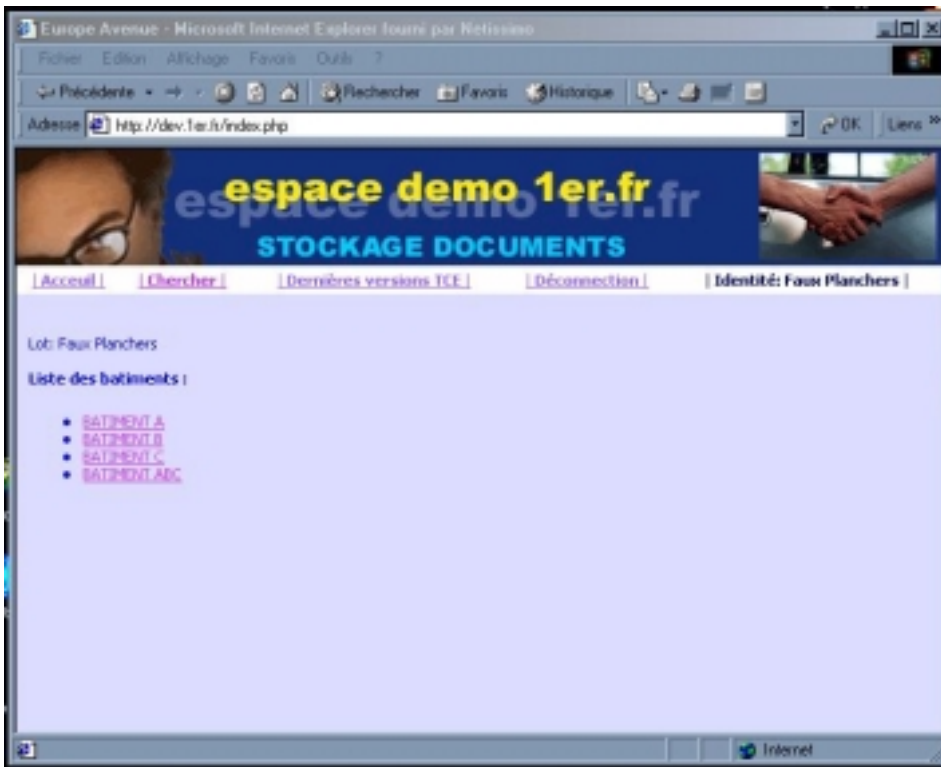 Europe Avenue - Microsoft Internet Explorer fourni par Netissimo
Fichier Edition Affichage Favoris Outils ?
Précédente Rechercher Favoris Historique
Adresse http://dev.1er.fr/index.php OK Liens »
espace demo 1er.fr
STOCKAGE DOCUMENTS
| Acceuil | | Chercher | | Dernières versions TCE | | Déconnection | | Identité: Faux Planchers |
Lot: Faux Planchers
Liste des batiments :
• BATIMENT A
• BATIMENT B
• BATIMENT C
• BATIMENT ABC
Internet